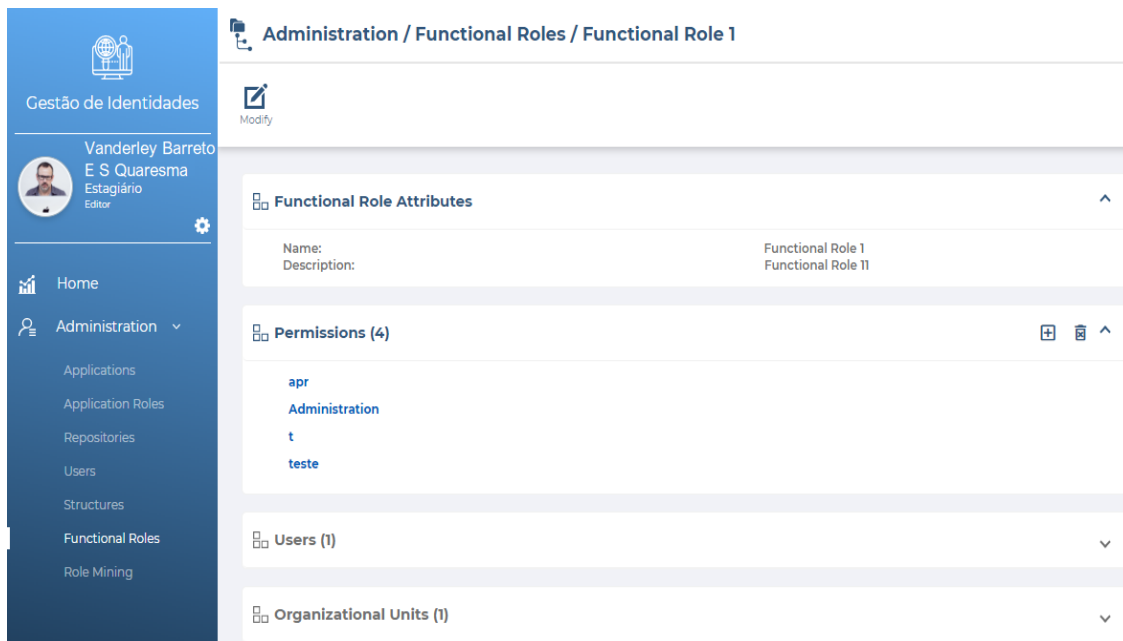 Gestão de Identidades
Vanderley Barreto
E S Quaresma
Estagiário
Editor
Home
Administration
Applications
Application Roles
Repositories
Users
Structures
Functional Roles
Role Mining
Administration / Functional Roles / Functional Role 1
Modify
Functional Role Attributes
Name: Functional Role 1
Description: Functional Role 11
Permissions (4)
apr
Administration
t
teste
Users (1)
Organizational Units (1)